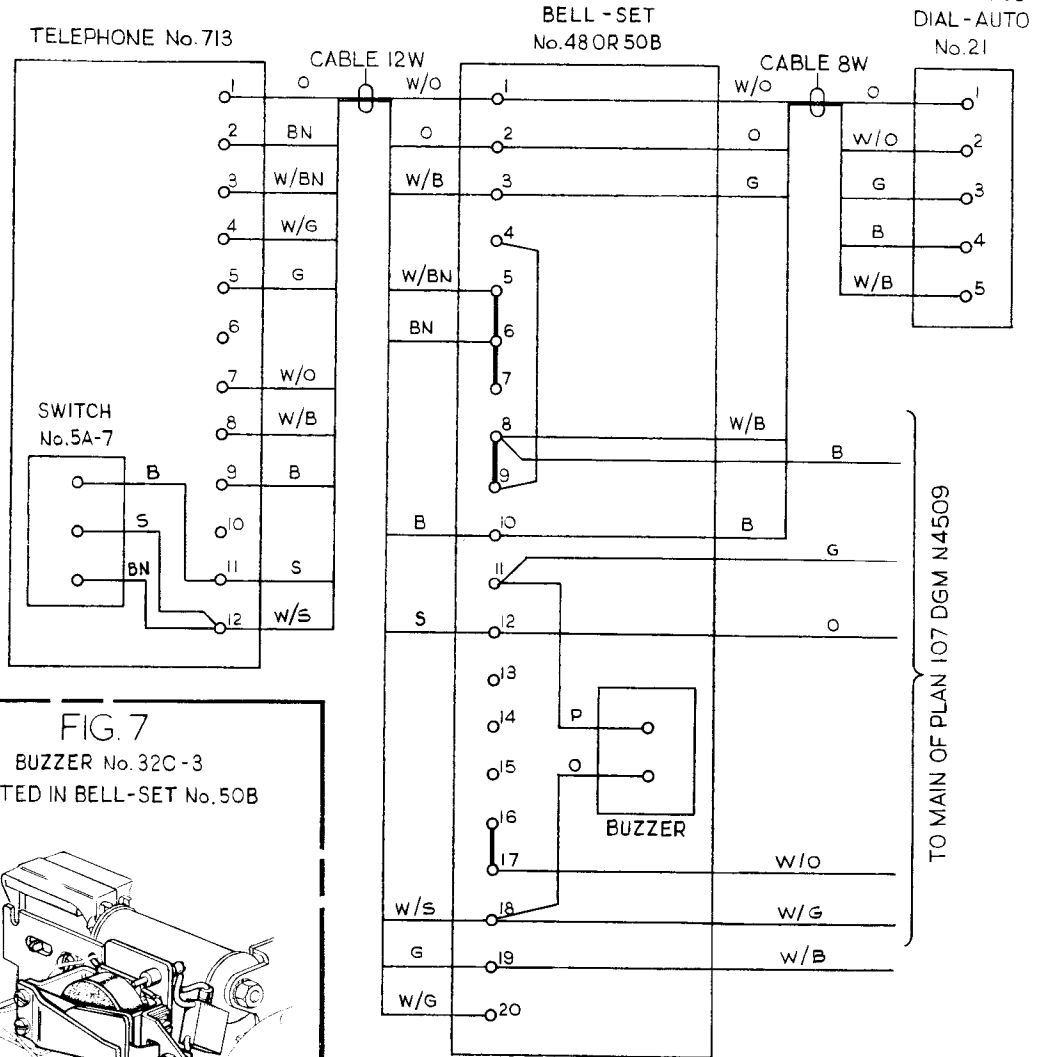 TELEPHONE No. 713
1 O
2 BN
3 W/BN
4 W/G
5 G
6
7 W/O
8 W/B
9 B
10
11 S
12 W/S
SWITCH
No.5A-7
B
S
BN
CABLE 12W
BELL-SET
No.48 OR 50B
W/O 1 W/O
O 2 O
W/B 3 G
4
W/BN 5
BN 6
7
8 W/B
B
9
B 10 B
G
11
S 12 O
13
14
15
16
17 W/O
W/S 18 W/G
G 19 W/B
W/G 20
P
O
BUZZER
CABLE 8W
DIAL-AUTO
No.21
O 1
W/O 2
G 3
B 4
W/B 5
TO MAIN OF PLAN 107 DGM N4509
FIG. 7
BUZZER No. 32C-3
TED IN BELL-SET No. 50B